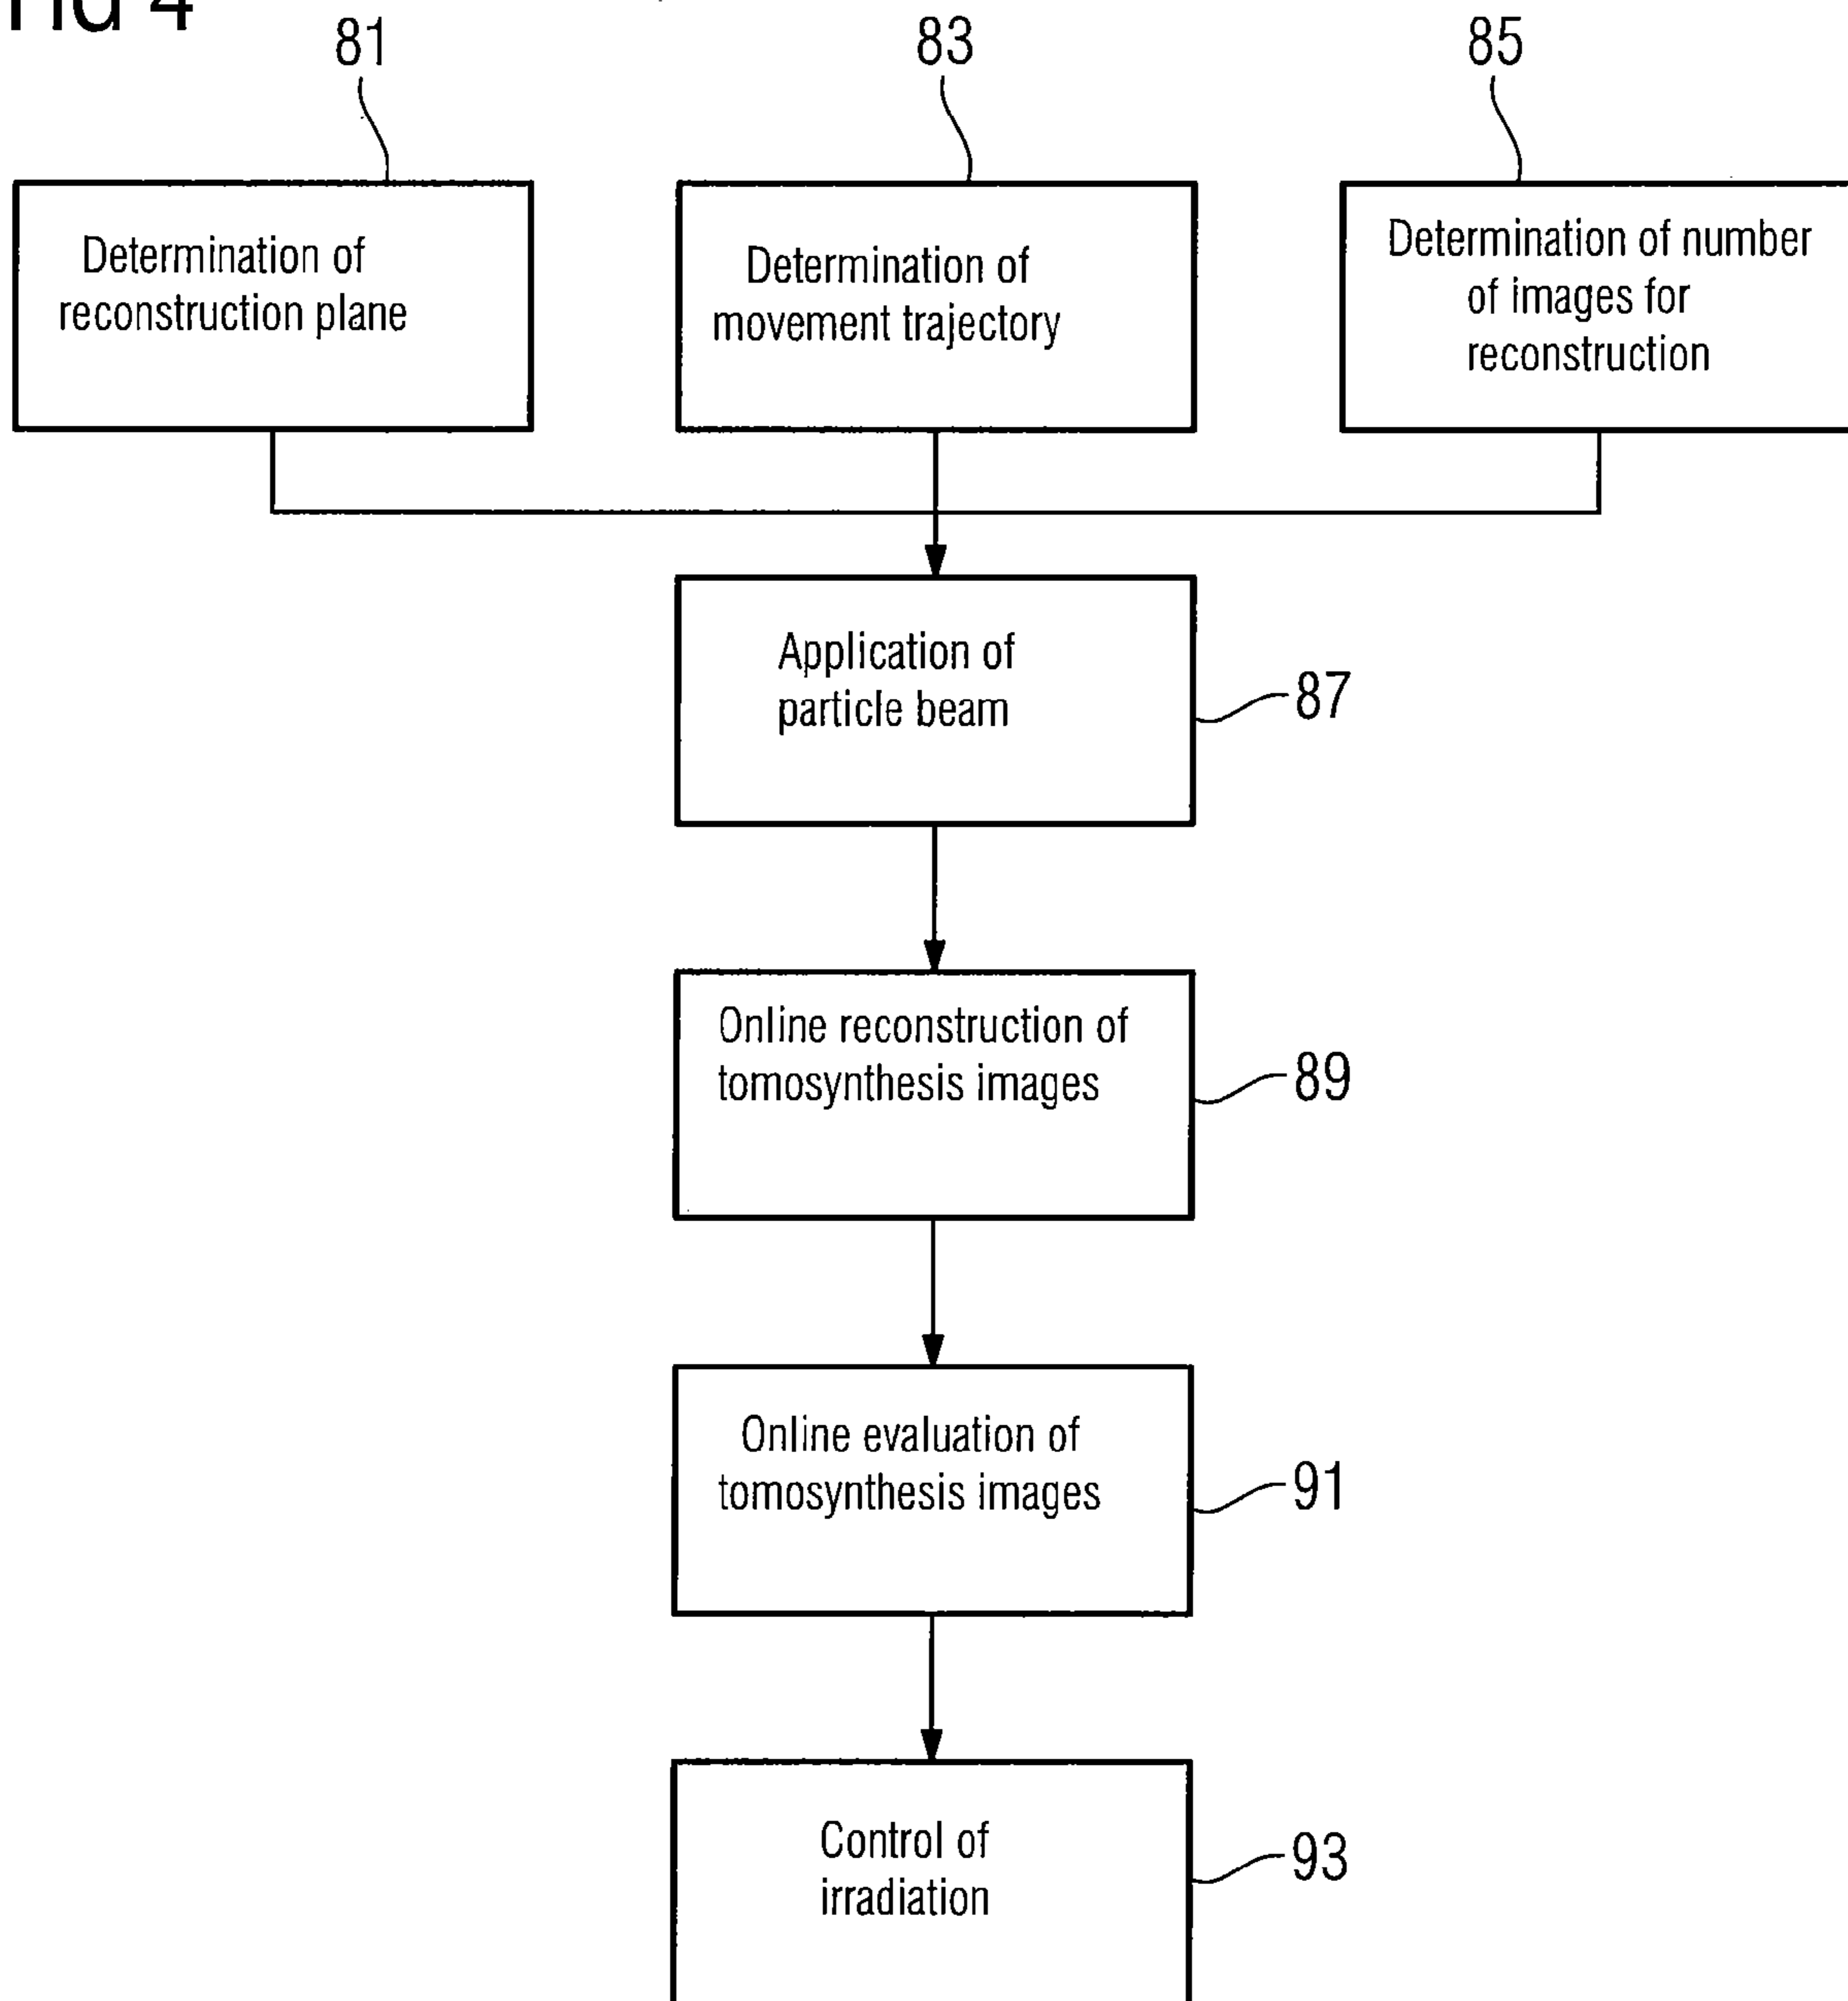 FIG 4
81
83
85
Determination of
reconstruction plane
Determination of
movement trajectory
Determination of number
of images for
reconstruction
Application of
particle beam
87
Online reconstruction of
tomosynthesis images
89
Online evaluation of
tomosynthesis images
91
Control of
irradiation
93